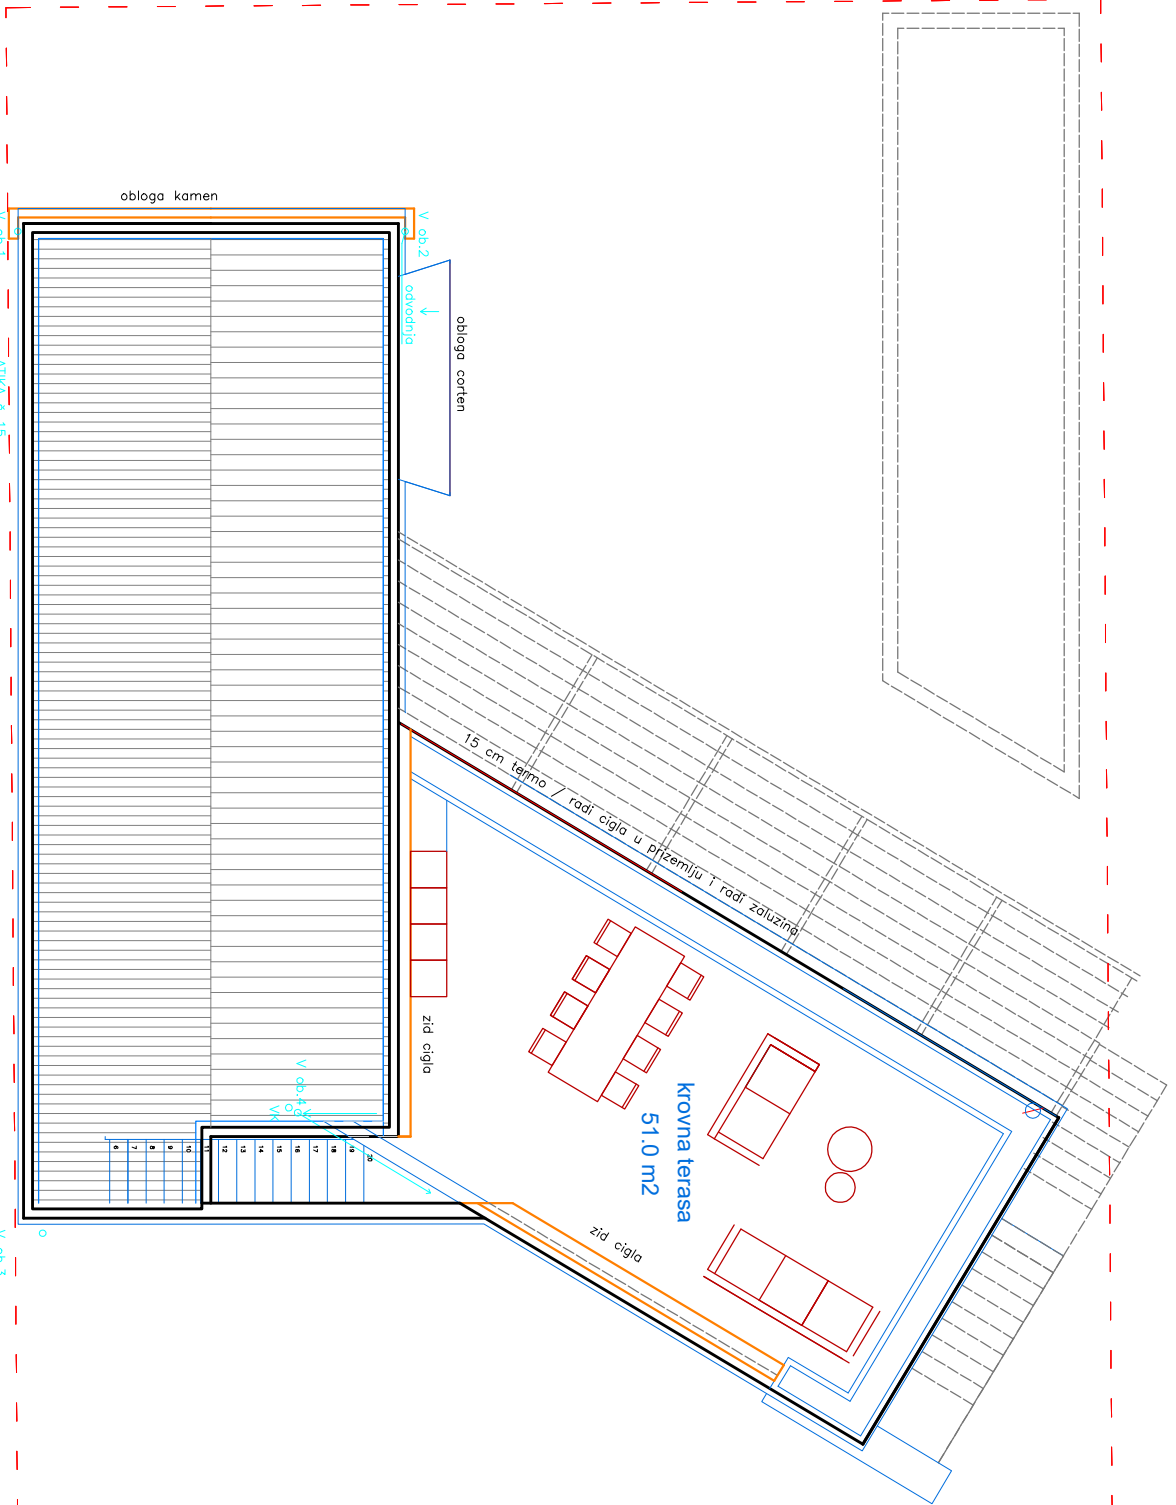 obloga kamen
V ob.2
odvodnja
obloga corten
15 cm termo / radi cigla u prizemlju i radi zaluzina
zid cigla
krovna terasa
51.0 m2
V ob.4
VK
6
7
8
9
10
11
12
13
14
15
16
17
18
19
20
zid cigla